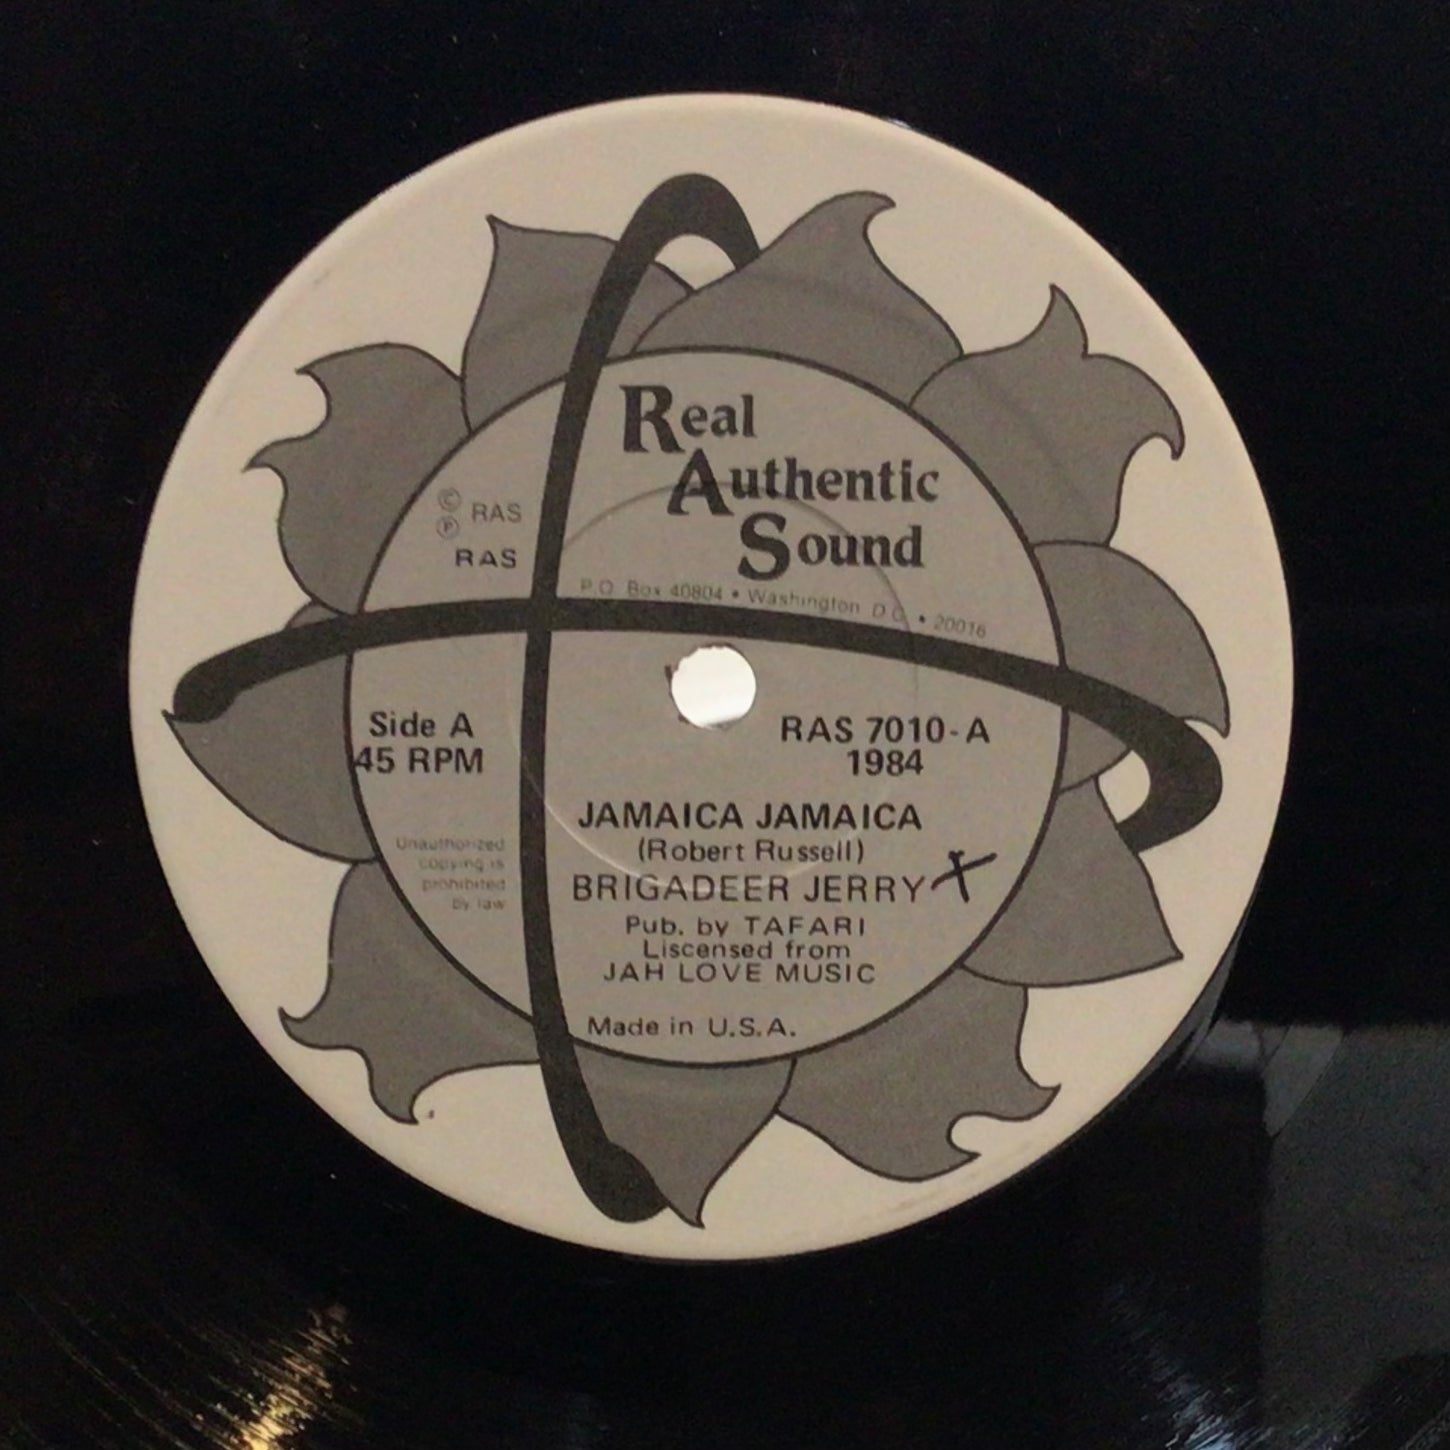 Real
Authentic
Sound
© RAS
℗
RAS
P.O. Box 40804 • Washington D.C. • 20016
Side A
45 RPM
RAS 7010-A
1984
Unauthorized
copying is
prohibited
by law
JAMAICA JAMAICA
(Robert Russell)
BRIGADEER JERRY
Pub. by TAFARI
Liscensed from
JAH LOVE MUSIC
Made in U.S.A.